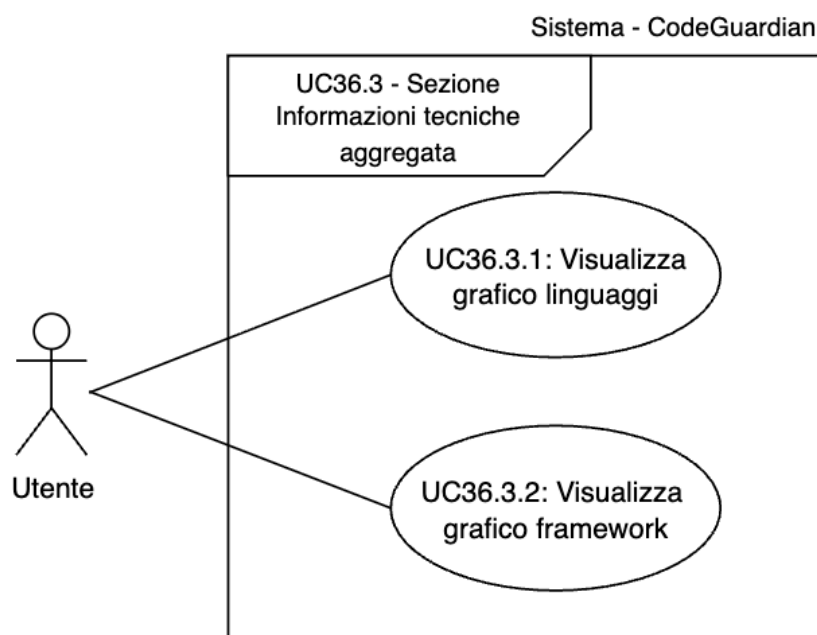 Sistema - CodeGuardian
UC36.3 - Sezione
Informazioni tecniche
aggregata
UC36.3.1: Visualizza
grafico linguaggi
Utente
UC36.3.2: Visualizza
grafico framework